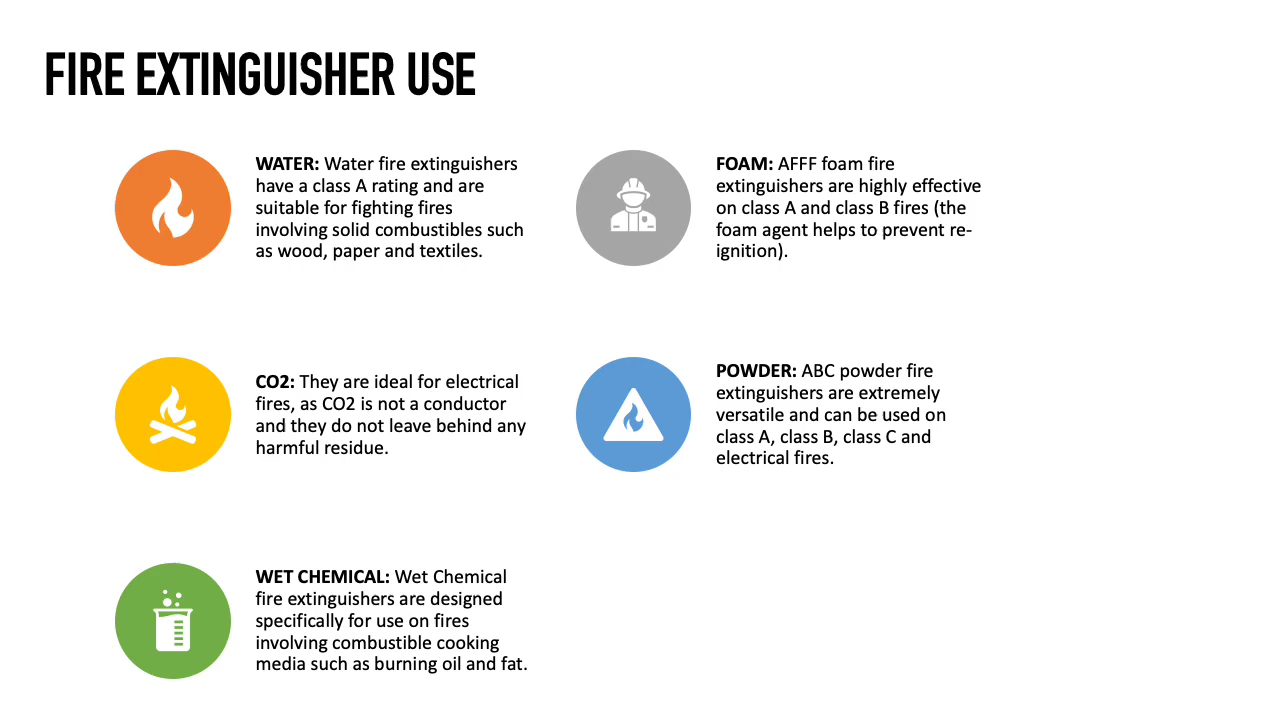 FIRE EXTINGUISHER USE
WATER: Water fire extinguishers
have a class A rating and are
suitable for fighting fires
involving solid combustibles such
as wood, paper and textiles.
FOAM: AFFF foam fire
extinguishers are highly effective
on class A and class B fires (the
foam agent helps to prevent re-
ignition).
CO2: They are ideal for electrical
fires, as CO2 is not a conductor
and they do not leave behind any
harmful residue.
POWDER: ABC powder fire
extinguishers are extremely
versatile and can be used on
class A, class B, class C and
electrical fires.
WET CHEMICAL: Wet Chemical
fire extinguishers are designed
specifically for use on fires
involving combustible cooking
media such as burning oil and fat.